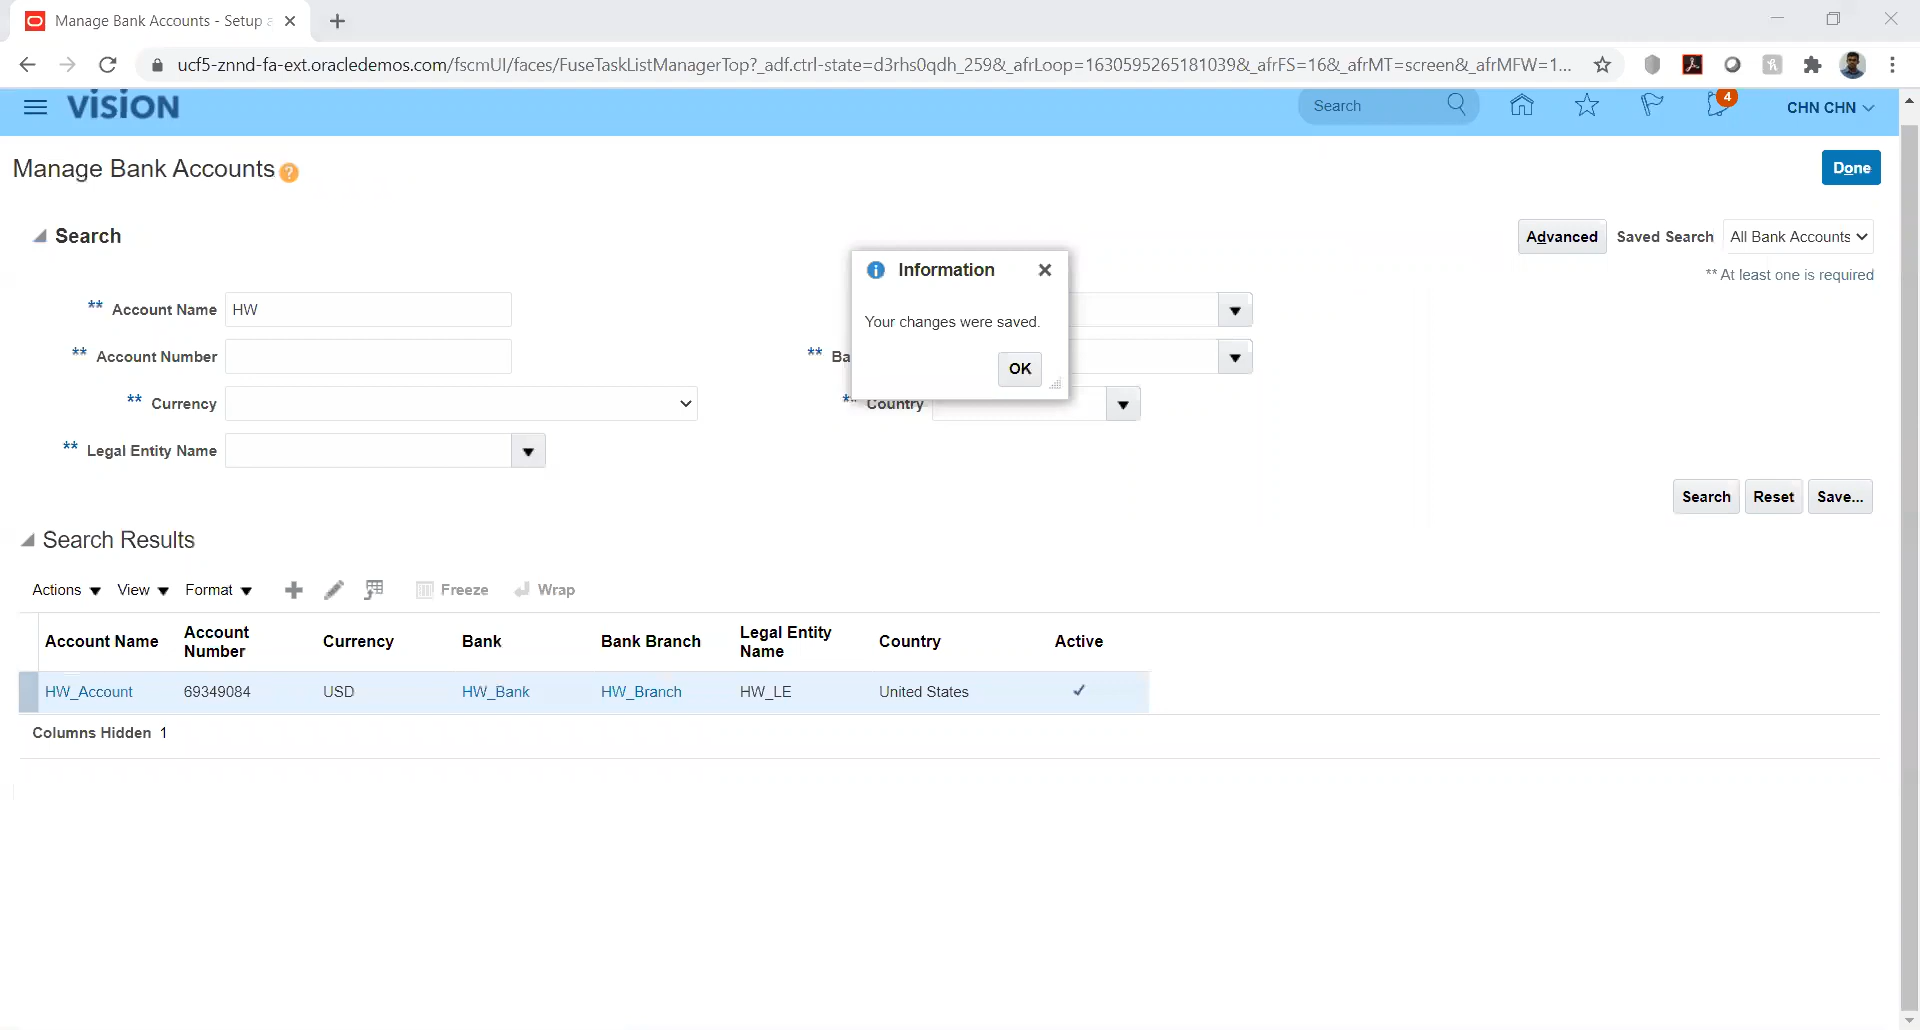 Manage Bank Accounts - Setup a
ucf5-znnd-fa-ext.oracledemos.com/fscmUI/faces/FuseTaskListManagerTop?_adf.ctrl-state=d3rhs0qdh_259&_afrLoop=1630595265181039&_afrFS=16&_afrMT=screen&_afrMFW=1...
VISION
Search
4
CHN CHN
Manage Bank Accounts ?
Done
Search
Advanced Saved Search All Bank Accounts
** At least one is required
Information
Your changes were saved.
OK
** Account Name HW
** Account Number
** Ba
** Currency
** Country
** Legal Entity Name
Search Reset Save...
Search Results
Actions View Format Freeze Wrap
Account Name Account Number Currency Bank Bank Branch Legal Entity Name Country Active
HW_Account 69349084 USD HW_Bank HW_Branch HW_LE United States
Columns Hidden 1